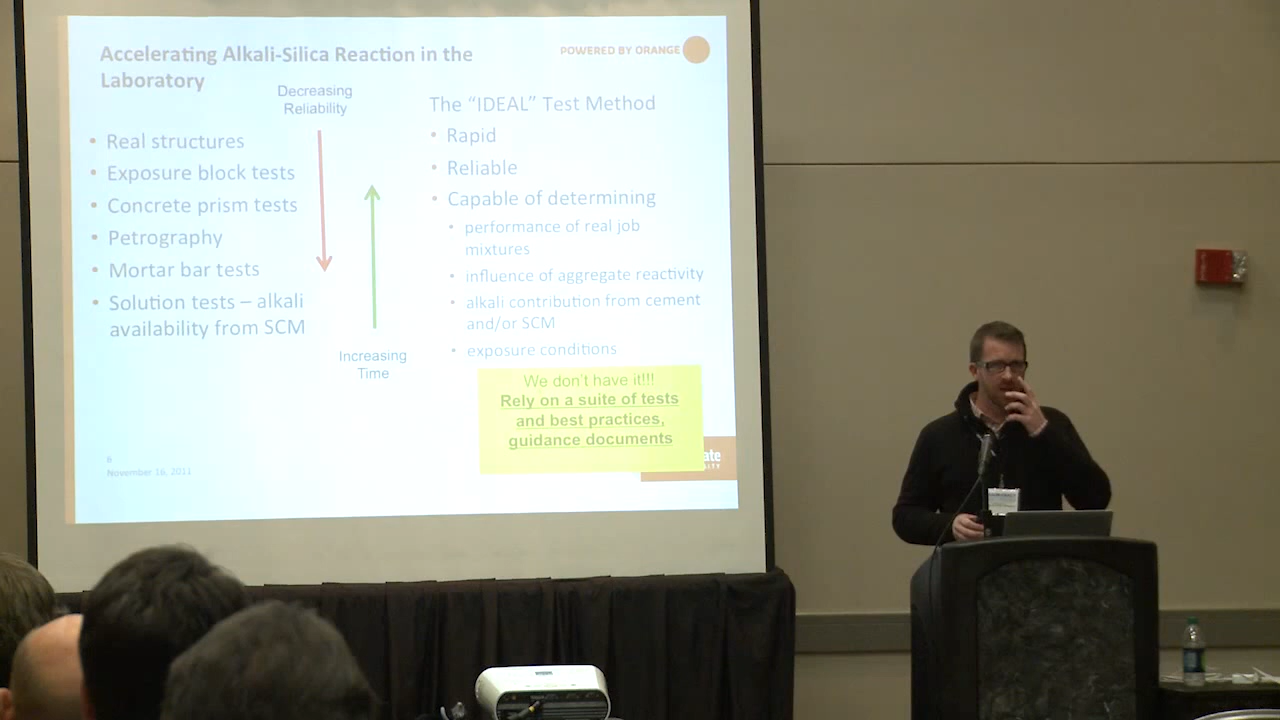 Accelerating Alkali-Silica Reaction in the
Laboratory
POWERED BY ORANGE
Decreasing
Reliability
• Real structures
• Exposure block tests
• Concrete prism tests
• Petrography
• Mortar bar tests
• Solution tests – alkali
availability from SCM
Increasing
Time
The “IDEAL” Test Method
• Rapid
• Reliable
• Capable of determining
• performance of real job
mixtures
• influence of aggregate reactivity
• alkali contribution from cement
and/or SCM
• exposure conditions
We don’t have it!!!
Rely on a suite of tests
and best practices,
guidance documents
November 16, 2011